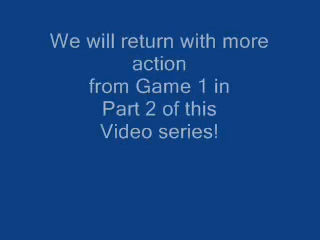 We will return with more
action
from Game 1 in
Part 2 of this
Video series!